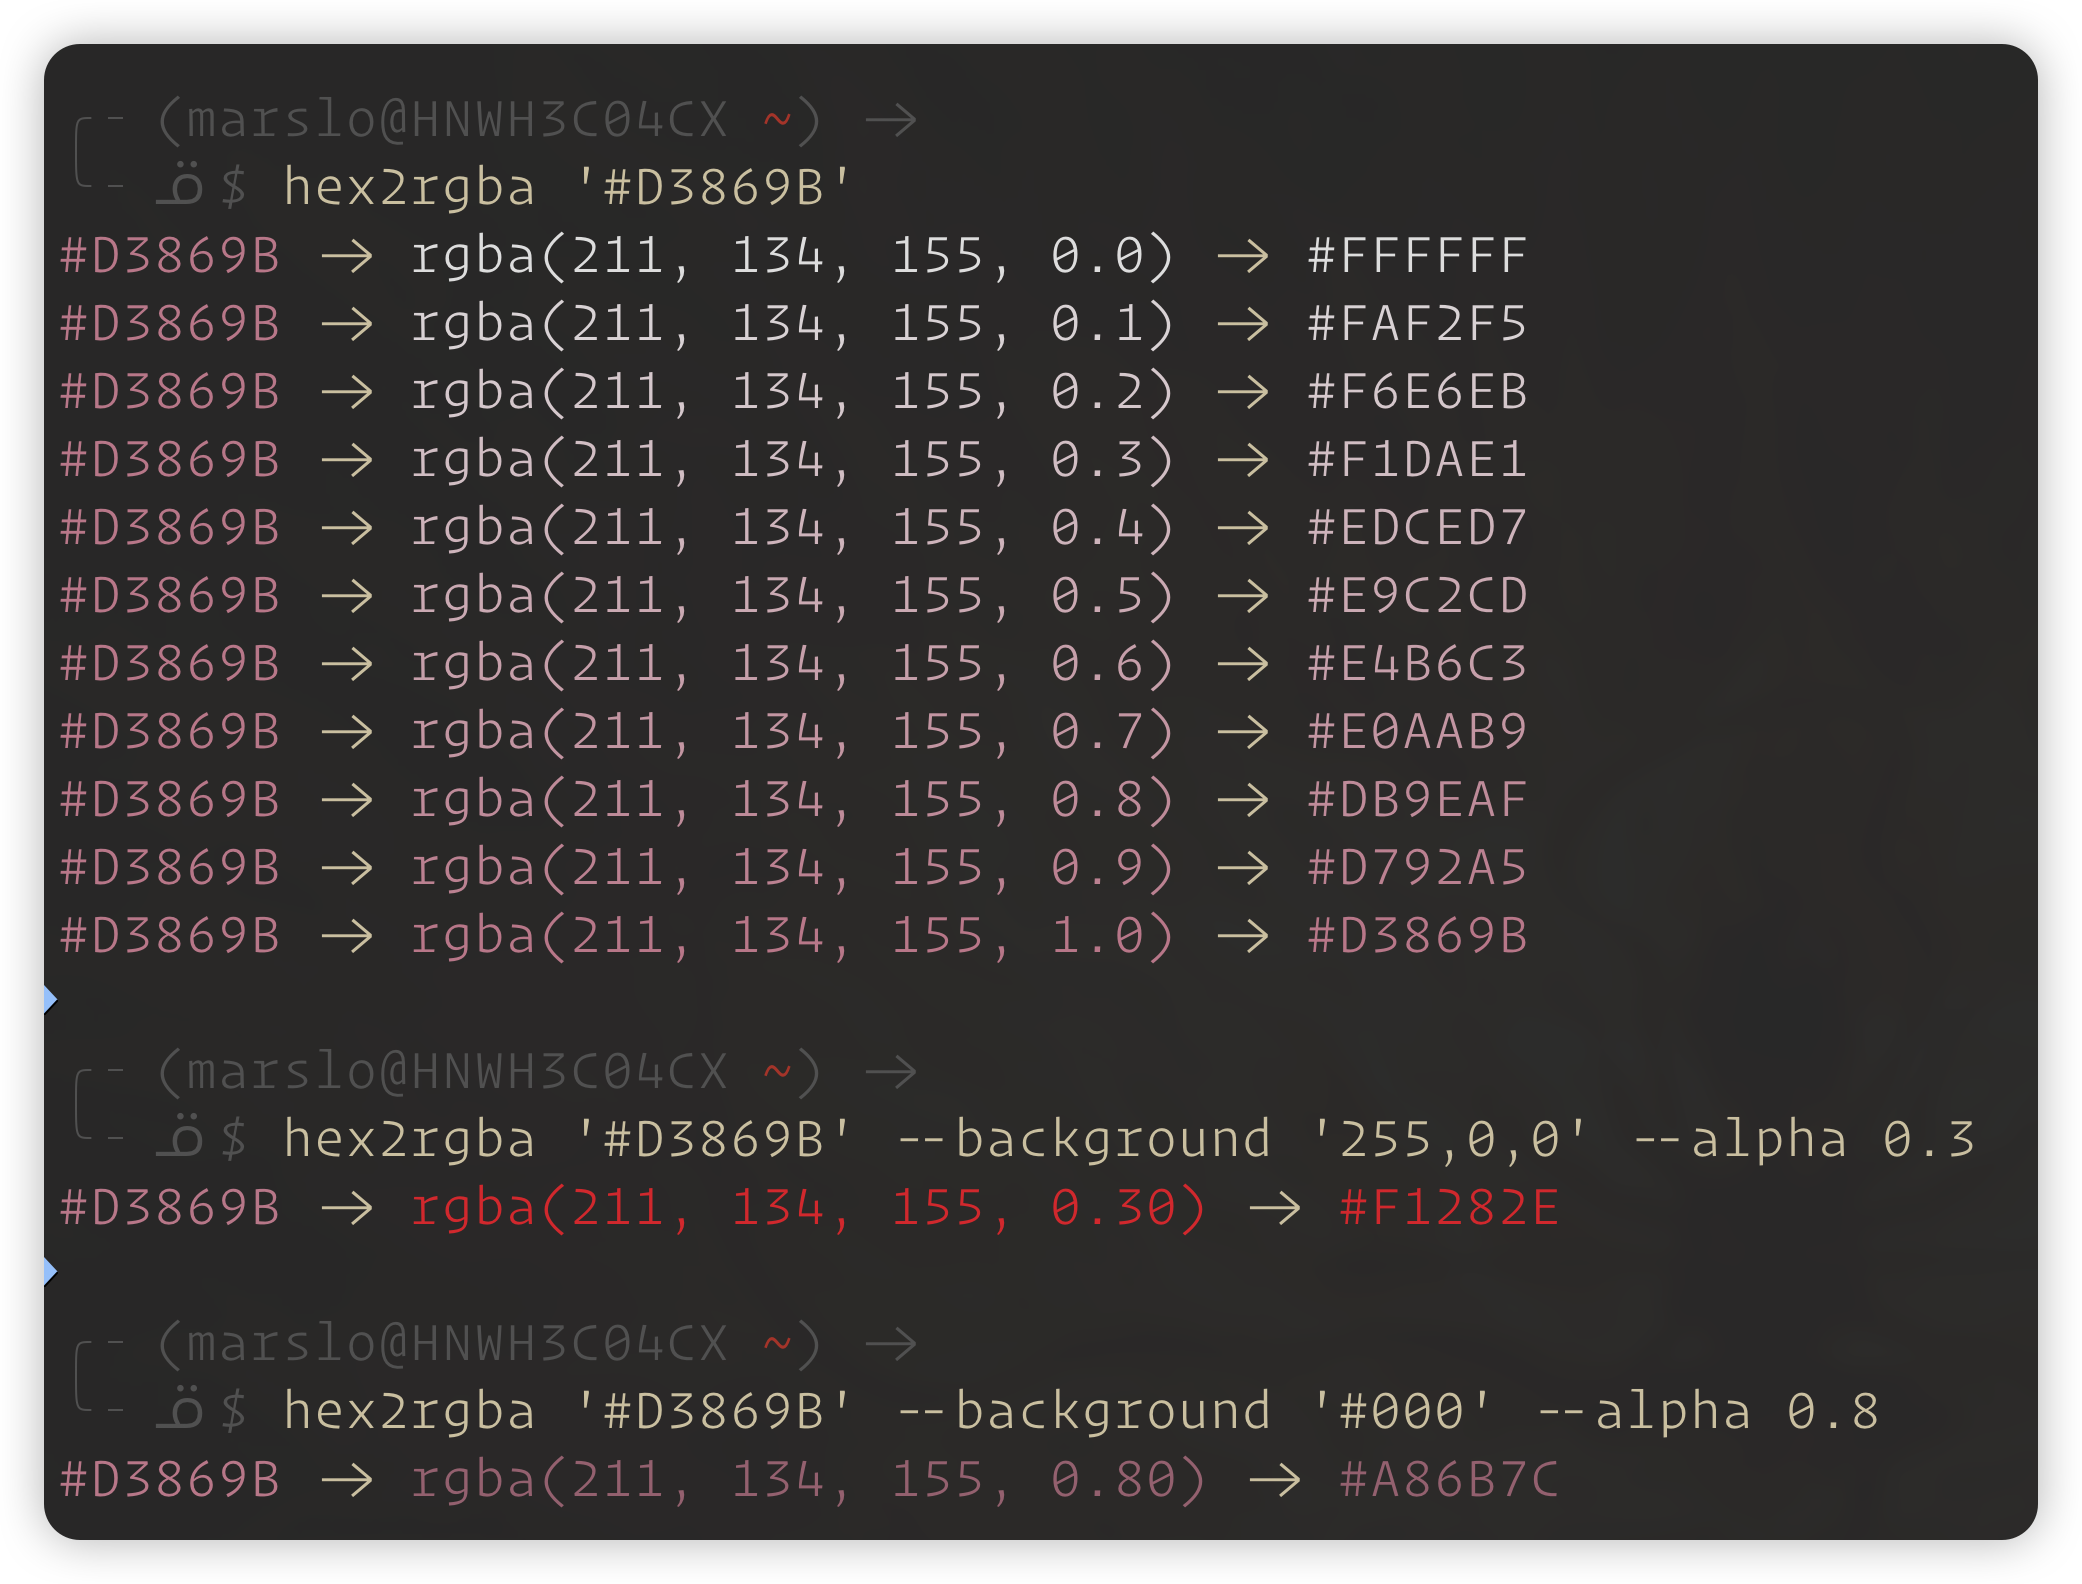 ╭╴- (marslo@HNWH3C04CX ~) →
╰╴- $ hex2rgba '#D3869B'
#D3869B → rgba(211, 134, 155, 0.0) → #FFFFFF
#D3869B → rgba(211, 134, 155, 0.1) → #FAF2F5
#D3869B → rgba(211, 134, 155, 0.2) → #F6E6EB
#D3869B → rgba(211, 134, 155, 0.3) → #F1DAE1
#D3869B → rgba(211, 134, 155, 0.4) → #EDCED7
#D3869B → rgba(211, 134, 155, 0.5) → #E9C2CD
#D3869B → rgba(211, 134, 155, 0.6) → #E4B6C3
#D3869B → rgba(211, 134, 155, 0.7) → #E0AAB9
#D3869B → rgba(211, 134, 155, 0.8) → #DB9EAF
#D3869B → rgba(211, 134, 155, 0.9) → #D792A5
#D3869B → rgba(211, 134, 155, 1.0) → #D3869B
╭╴- (marslo@HNWH3C04CX ~) →
╰╴- $ hex2rgba '#D3869B' --background '255,0,0' --alpha 0.3
#D3869B → rgba(211, 134, 155, 0.30) → #F1282E
╭╴- (marslo@HNWH3C04CX ~) →
╰╴- $ hex2rgba '#D3869B' --background '#000' --alpha 0.8
#D3869B → rgba(211, 134, 155, 0.80) → #A86B7C